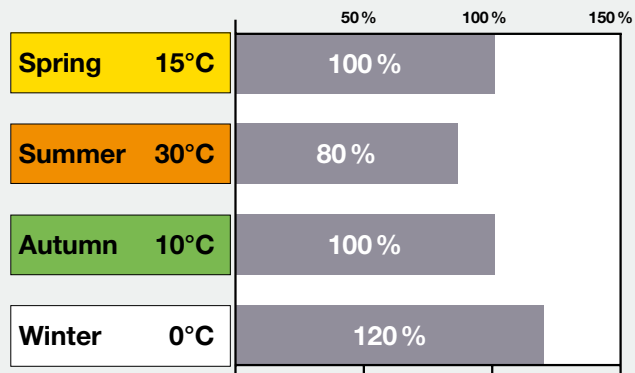 50 % 100 % 150 %
Spring 15°C 100 %
Summer 30°C 80 %
Autumn 10°C 100 %
Winter 0°C 120 %